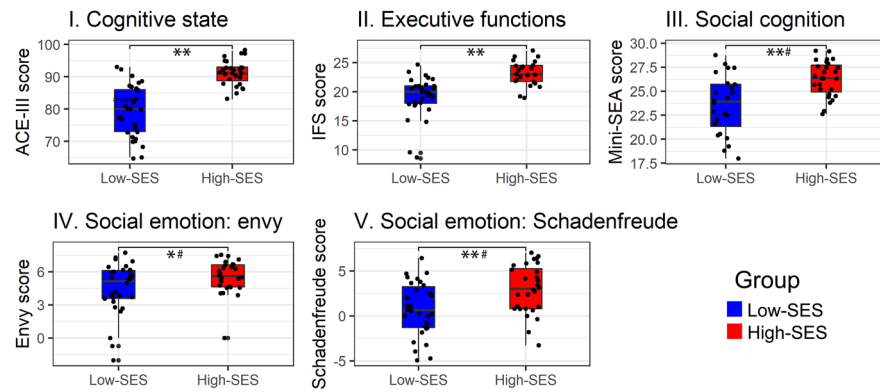 I. Cognitive state
II. Executive functions
III. Social cognition
ACE-III score
100
90
80
70
**
Low-SES
High-SES
IFS score
25
20
15
10
**
Low-SES
High-SES
Mini-SEA score
30.0
27.5
25.0
22.5
20.0
17.5
**#
Low-SES
High-SES
IV. Social emotion: envy
V. Social emotion: Schadenfreude
Envy score
6
3
0
*#
Low-SES
High-SES
Schadenfreude score
5
0
-5
**#
Low-SES
High-SES
Group
Low-SES
High-SES